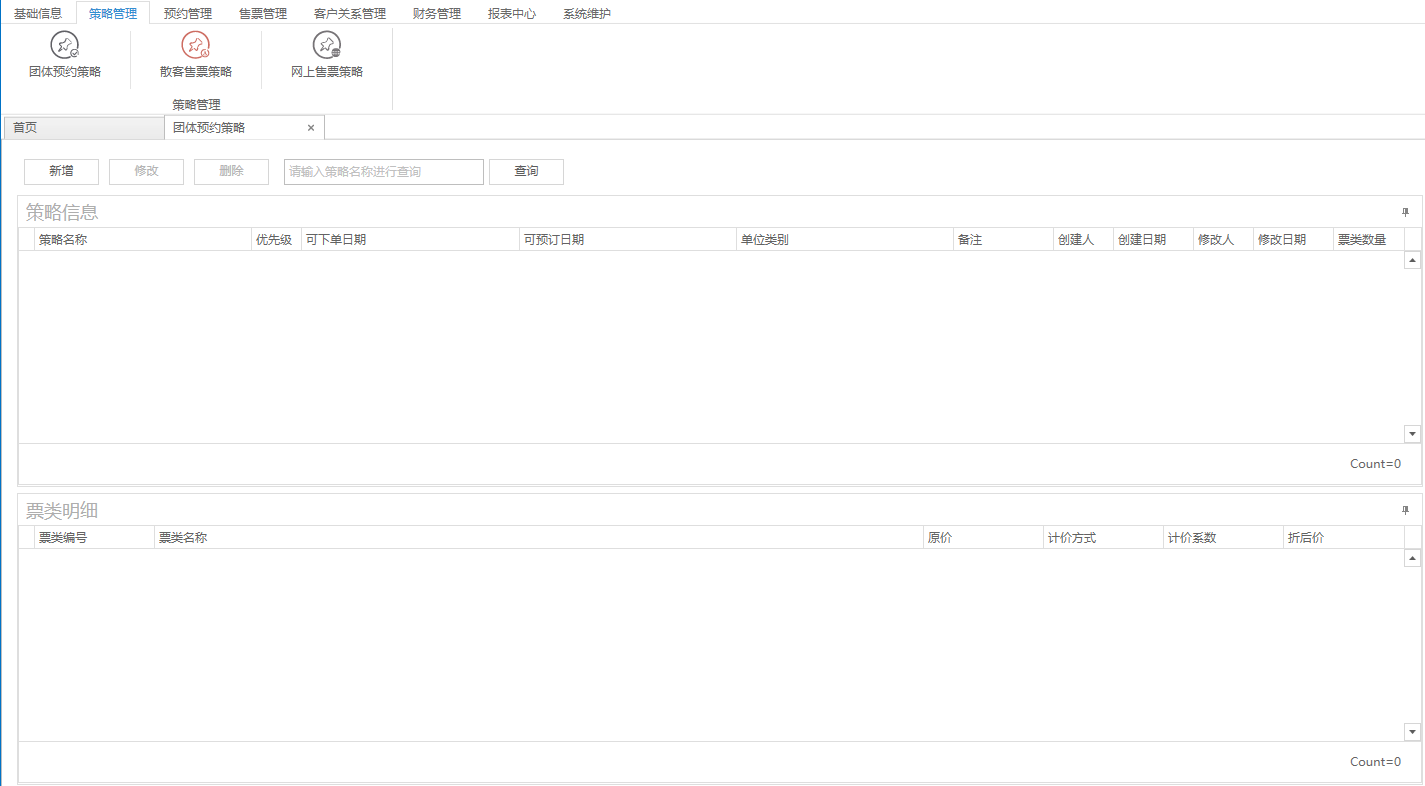 基础信息 策略管理 预约管理 售票管理 客户关系管理 财务管理 报表中心 系统维护
团体预约策略 散客售票策略 网上售票策略
策略管理
首页 团体预约策略 ×
新增 修改 删除 请输入策略名称进行查询 查询
策略信息
策略名称 优先级 可下单日期 可预订日期 单位类别 备注 创建人 创建日期 修改人 修改日期 票类数量
Count=0
票类明细
票类编号 票类名称 原价 计价方式 计价系数 折后价
Count=0